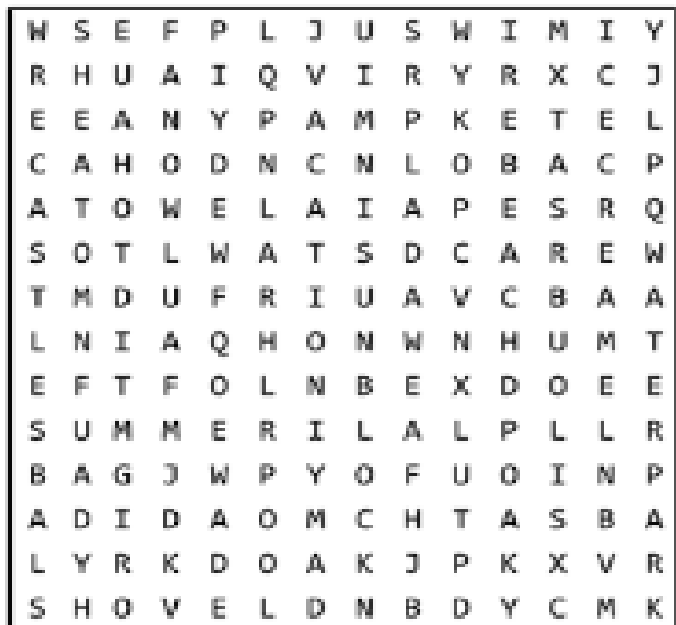 W S E F P L J U S W I M I Y
R H U A I Q V I R Y R X C J
E E A N Y P A M P K E T E L
C A H O D N C N L O B A C P
A T O W E L A I A P E S R Q
S O T L W A T S D C A R E W
T M D U F R I U A V C B A A
L N I A Q H O N W N H U M T
E F T F O L N B E X D O E E
S U M M E R I L A L P L L R
B A G J W P Y O F U O I N P
A D I D A O M C H T A S B A
L Y R K D O A K J P K X V R
S H O V E L D N B D Y C M K